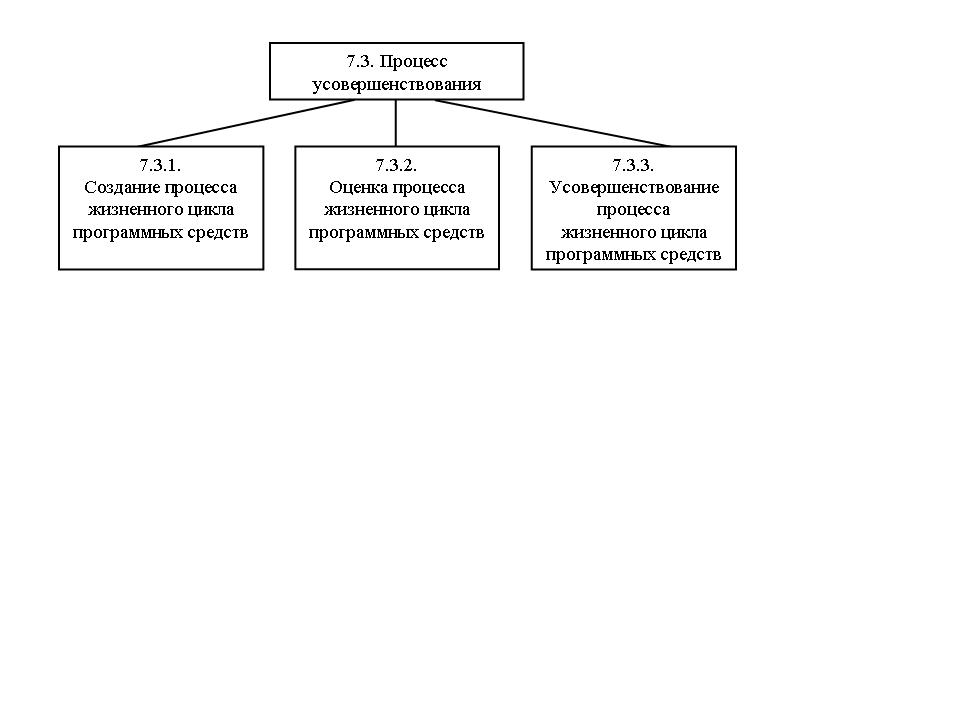 7.3. Процесс
усовершенствования
7.3.1.
Создание процесса
жизненного цикла
программных средств
7.3.2.
Оценка процесса
жизненного цикла
программных средств
7.3.3.
Усовершенствование
процесса
жизненного цикла
программных средств